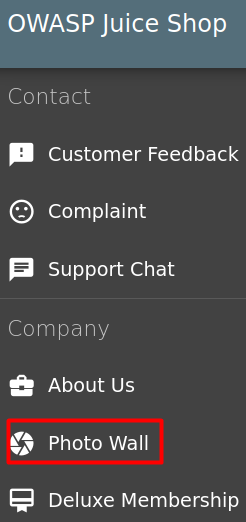 OWASP Juice Shop
Contact
Customer Feedback
Complaint
Support Chat
Company
About Us
Photo Wall
Deluxe Membership